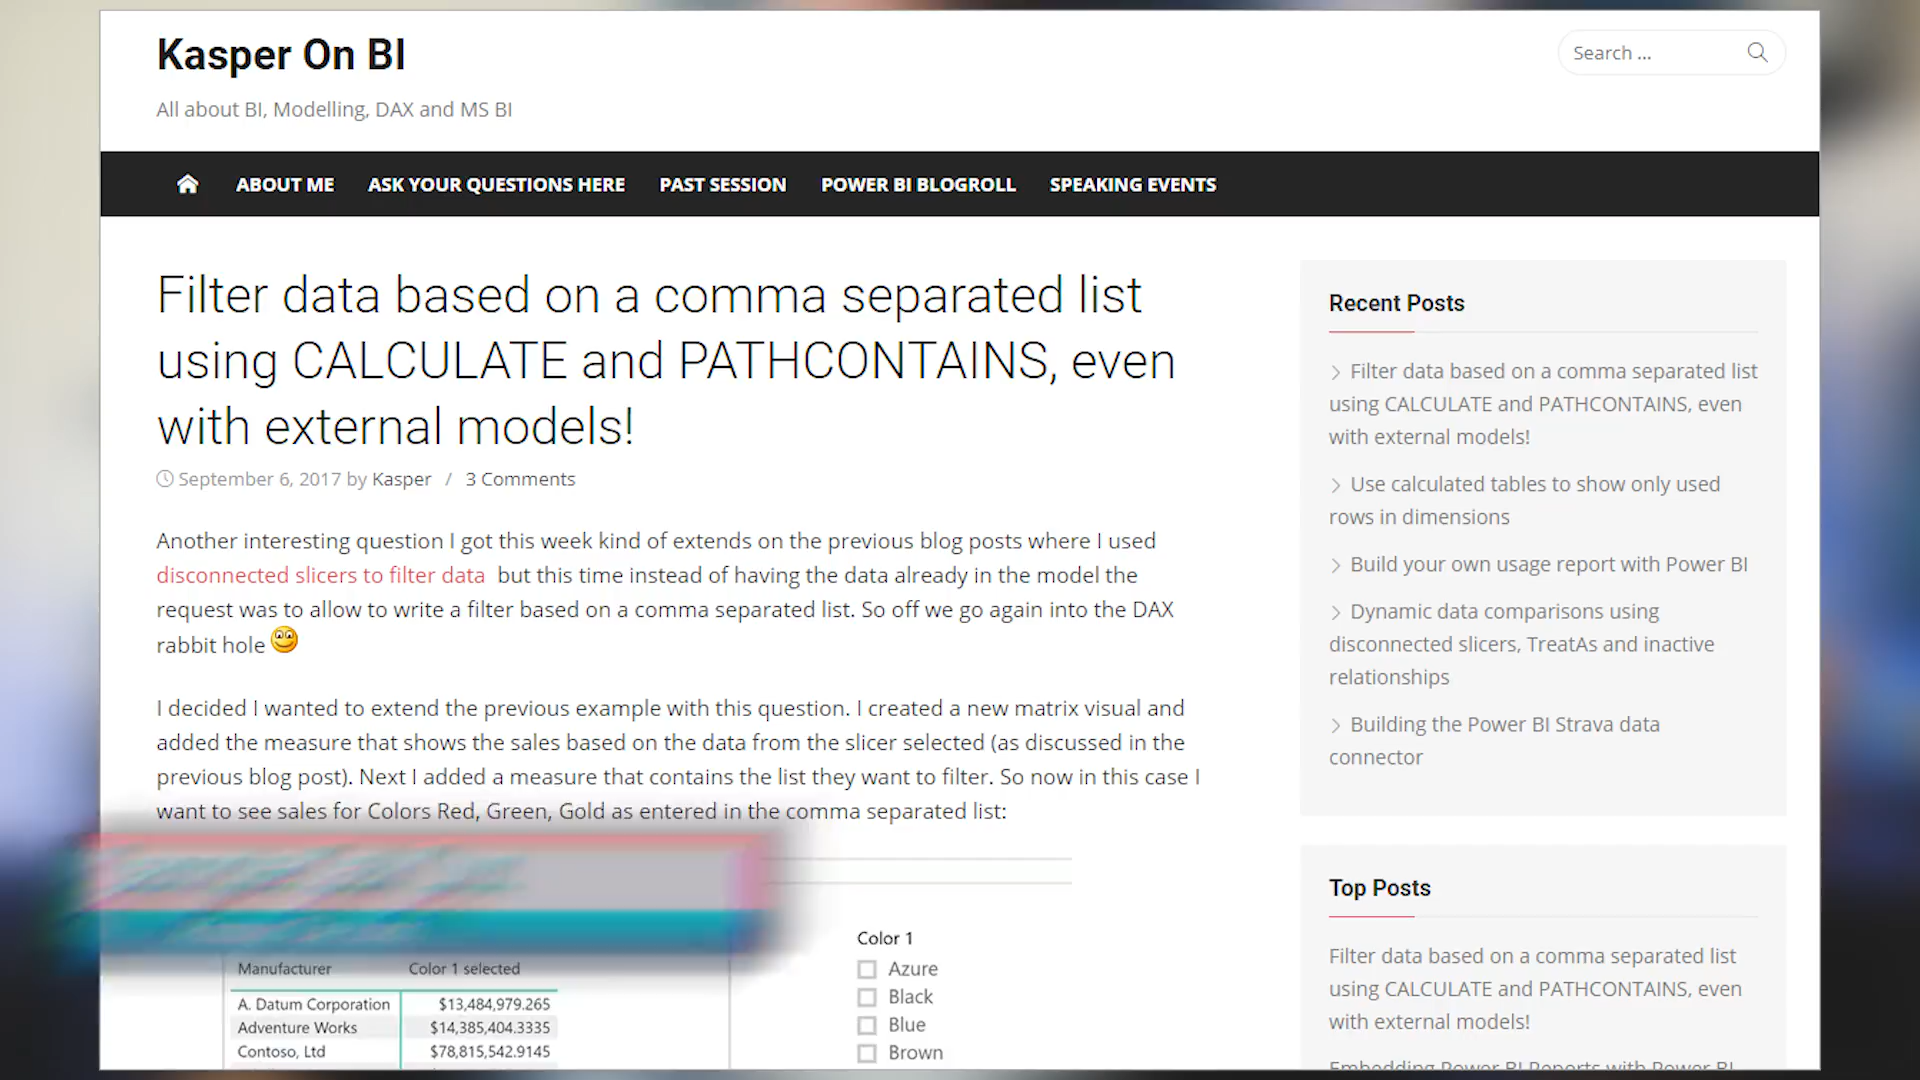 Kasper On BI
Search ...
All about BI, Modelling, DAX and MS BI
ABOUT ME ASK YOUR QUESTIONS HERE PAST SESSION POWER BI BLOGROLL SPEAKING EVENTS
Filter data based on a comma separated list
using CALCULATE and PATHCONTAINS, even
with external models!
September 6, 2017 by Kasper / 3 Comments
Another interesting question I got this week kind of extends on the previous blog posts where I used
disconnected slicers to filter data but this time instead of having the data already in the model the
request was to allow to write a filter based on a comma separated list. So off we go again into the DAX
rabbit hole
I decided I wanted to extend the previous example with this question. I created a new matrix visual and
added the measure that shows the sales based on the data from the slicer selected (as discussed in the
previous blog post). Next I added a measure that contains the list they want to filter. So now in this case I
want to see sales for Colors Red, Green, Gold as entered in the comma separated list:
Manufacturer Color 1 selected
A. Datum Corporation $13,484,979.265
Adventure Works $14,385,404.3335
Contoso, Ltd $78,815,542.9145
Color 1
Azure
Black
Blue
Brown
Recent Posts
Filter data based on a comma separated list
using CALCULATE and PATHCONTAINS, even
with external models!
Use calculated tables to show only used
rows in dimensions
Build your own usage report with Power BI
Dynamic data comparisons using
disconnected slicers, TreatAs and inactive
relationships
Building the Power BI Strava data
connector
Top Posts
Filter data based on a comma separated list
using CALCULATE and PATHCONTAINS, even
with external models!
Embedding Power BI Reports with Power BI